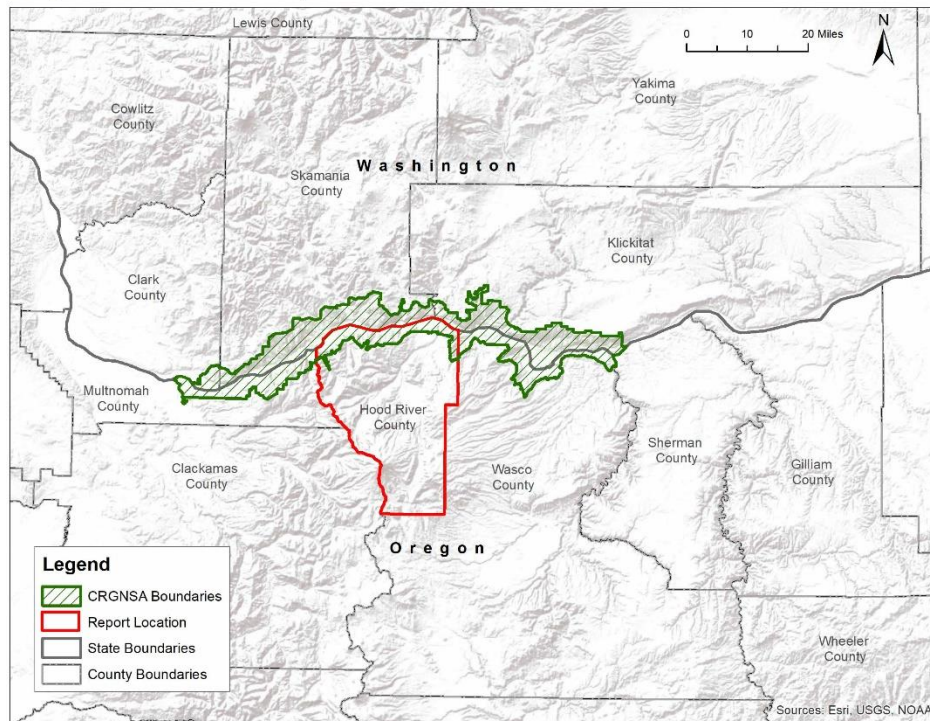 Lewis County
N
0 10 20 Miles
Yakima
County
Cowlitz
County
Washington
Skamania
County
Klickitat
County
Clark
County
Multnomah
County
Hood River
County
Sherman
County
Clackamas
County
Wasco
County
Gilliam
County
Oregon
Legend
CRGNSA Boundaries
Report Location
State Boundaries
County Boundaries
Wheeler
County
Sources: Esri, USGS, NOAA